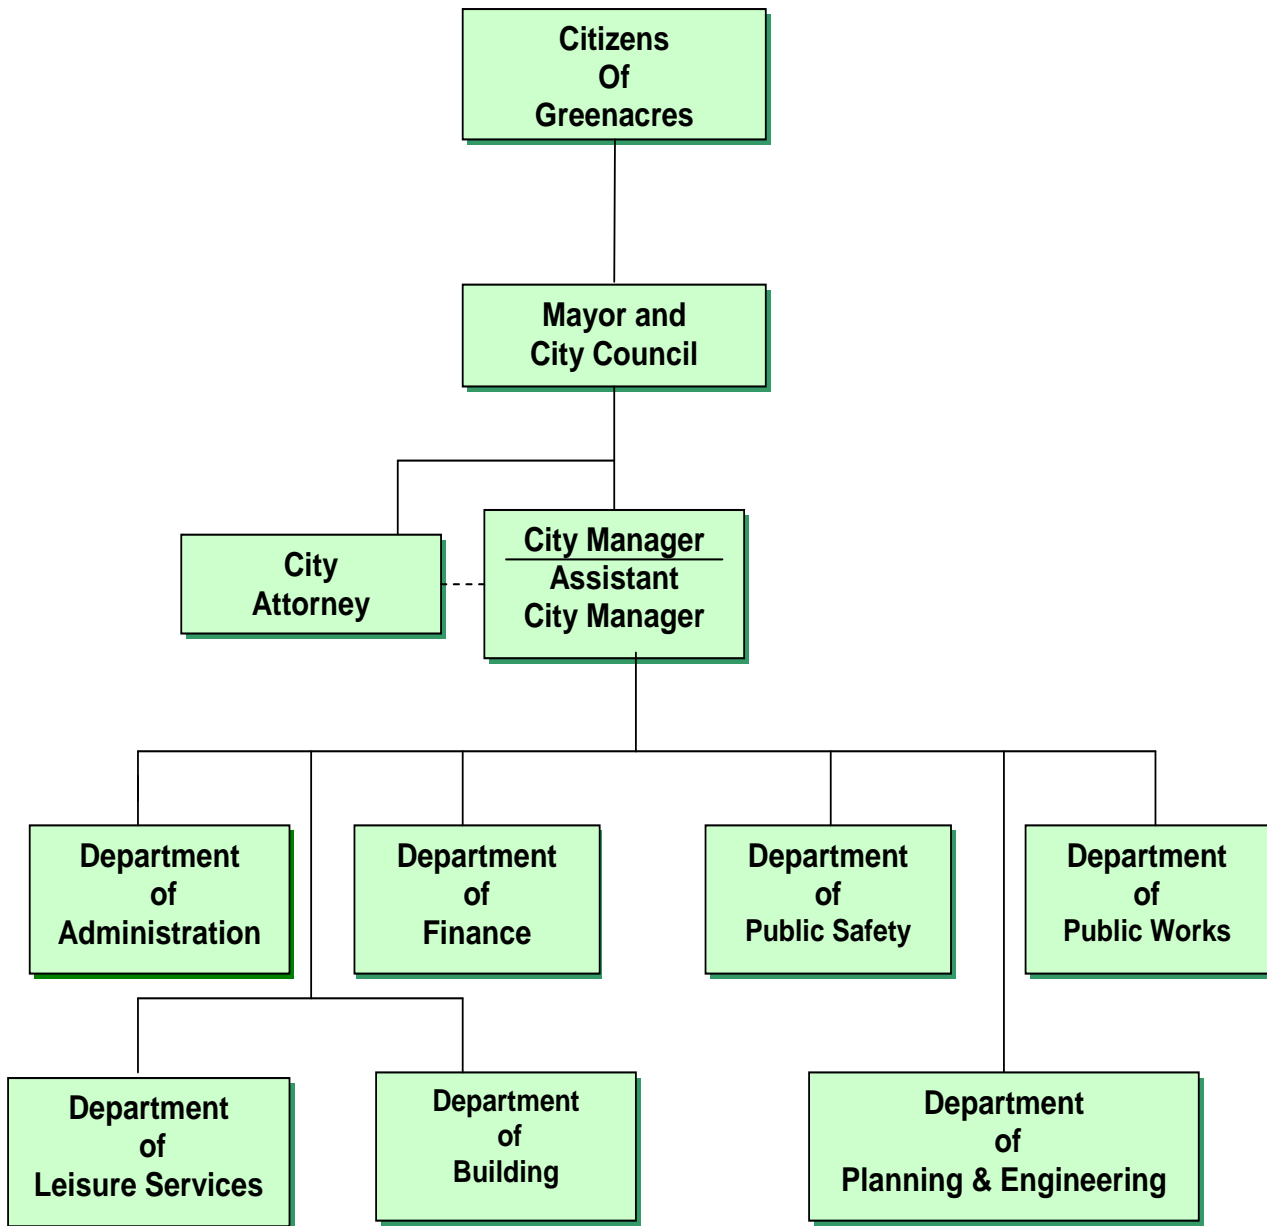 Citizens
Of
Greenacres
Mayor and
City Council
City
Attorney
City Manager
Assistant
City Manager
Department
of
Administration
Department
of
Finance
Department
of
Public Safety
Department
of
Public Works
Department
of
Leisure Services
Department
of
Building
Department
of
Planning & Engineering